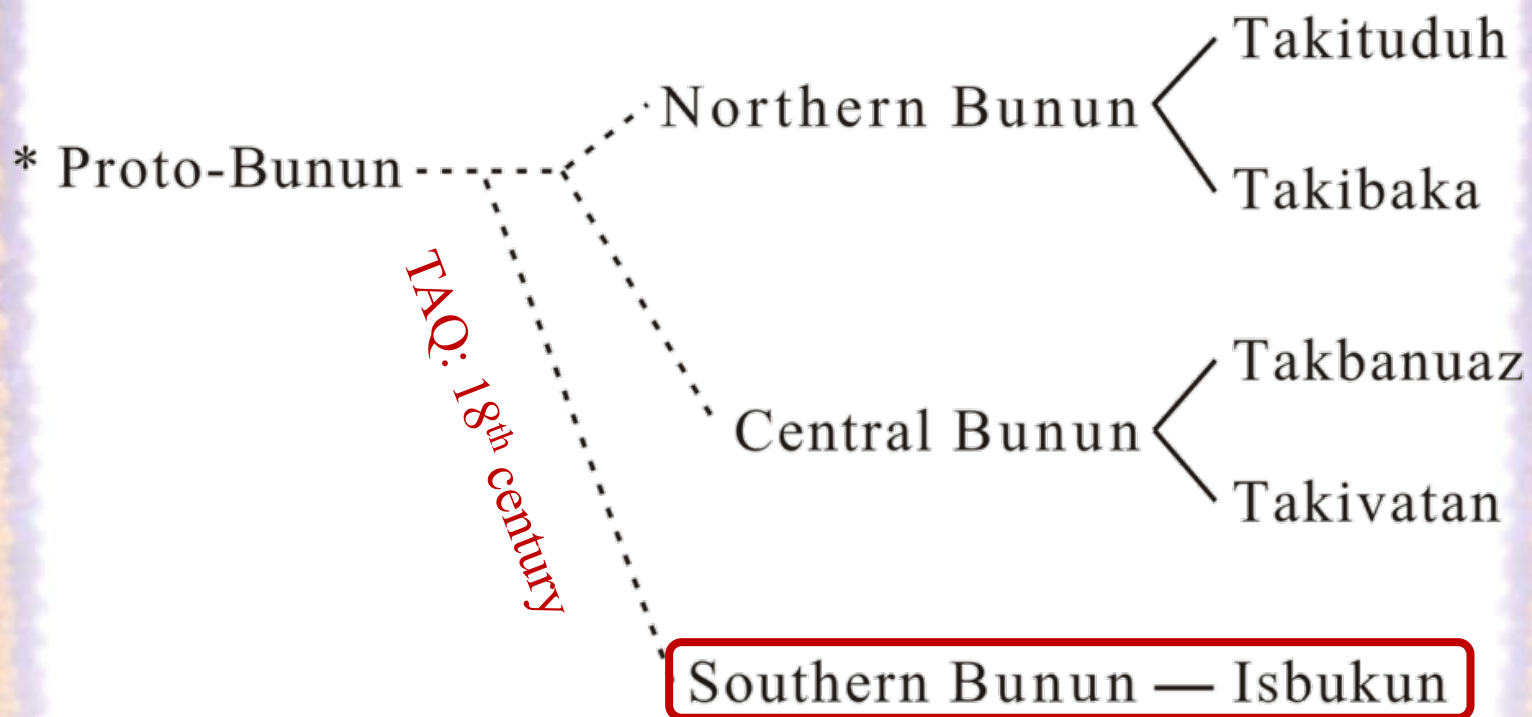 Takituduh
Northern Bunun
* Proto-Bunun
Takibaka
TAQ: 18th century
Takbanuaz
Central Bunun
Takivatan
Southern Bunun — Isbukun